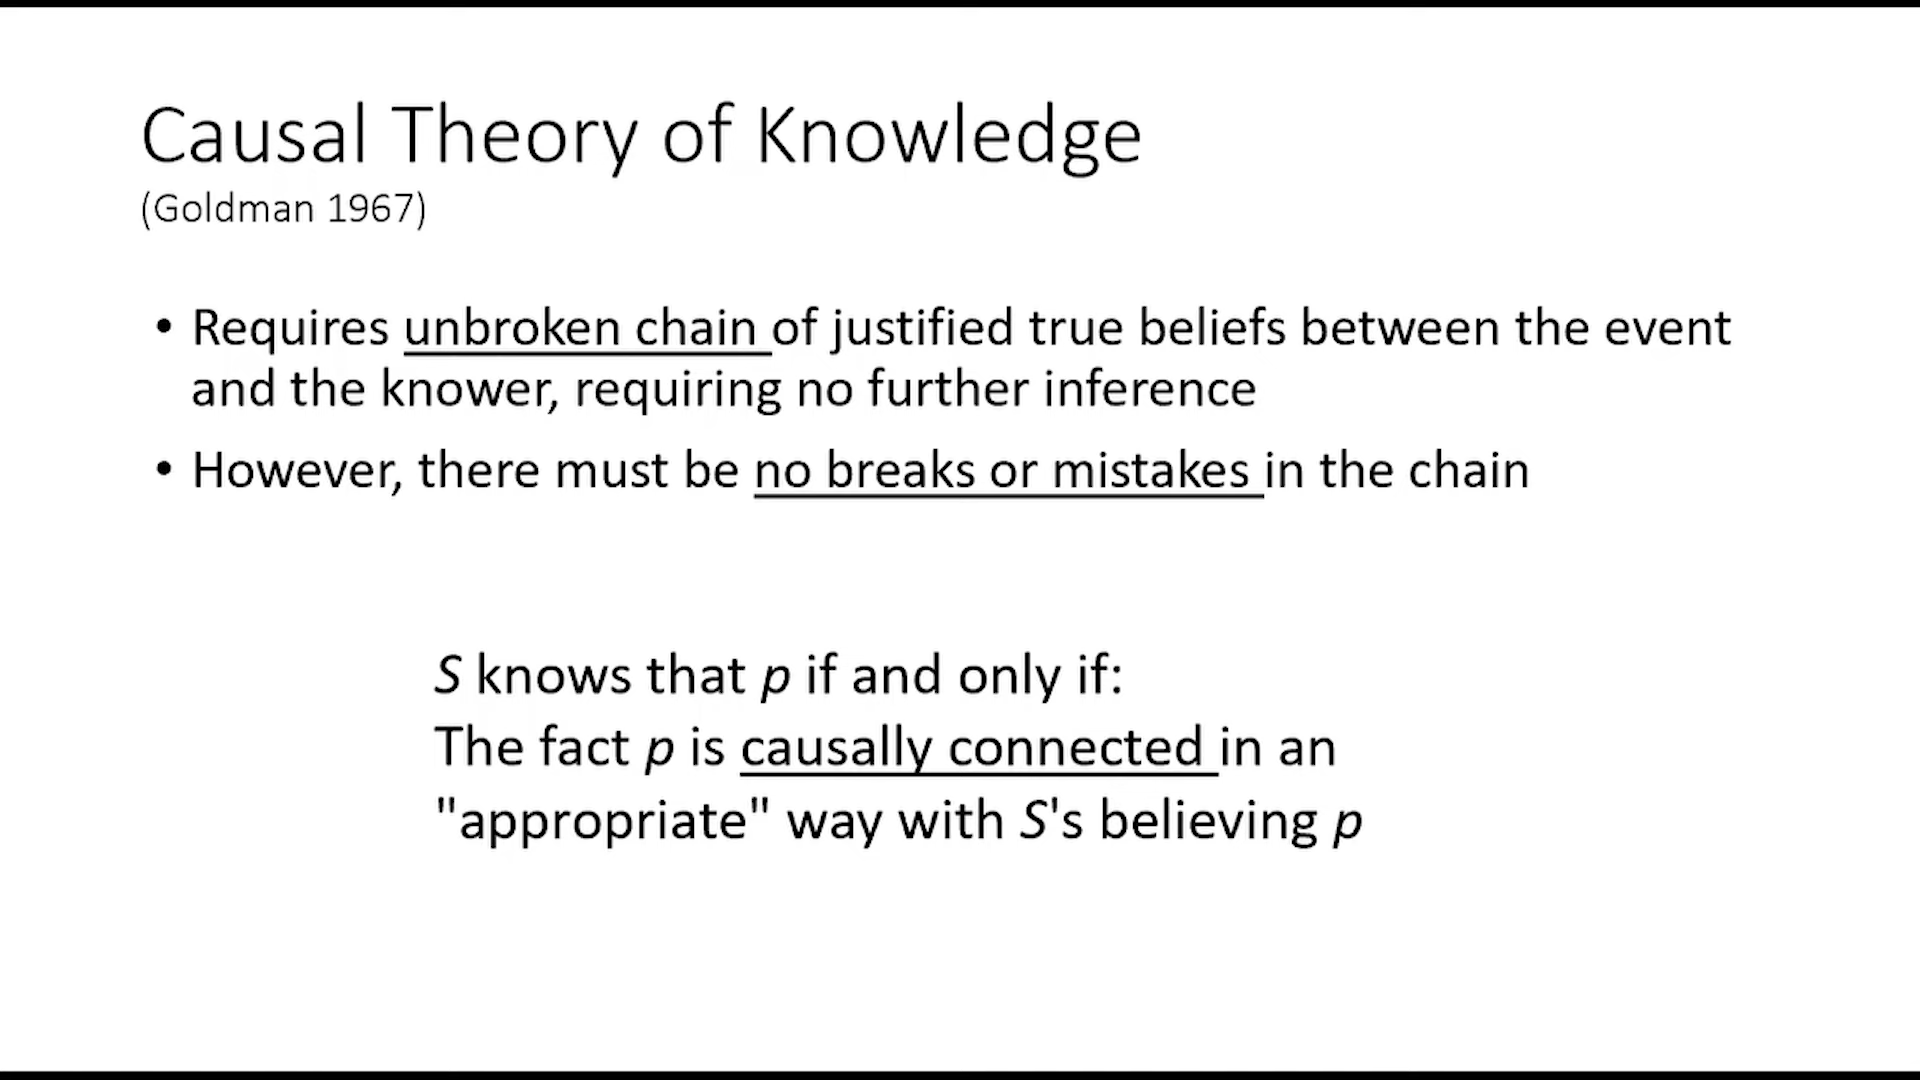 Causal Theory of Knowledge
(Goldman 1967)
• Requires unbroken chain of justified true beliefs between the event
and the knower, requiring no further inference
• However, there must be no breaks or mistakes in the chain
S knows that p if and only if:
The fact p is causally connected in an
"appropriate" way with S's believing p